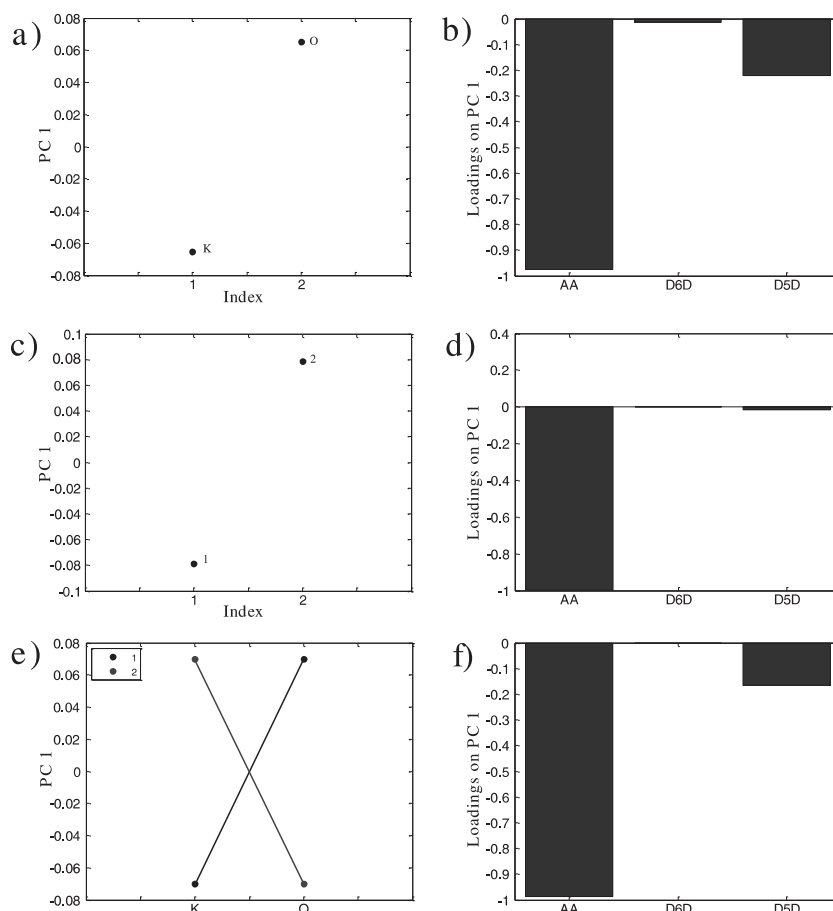 a)
0.08
0.06
0.04
0.02
0
-0.02
-0.04
-0.06
-0.08
PC 1
O
K
1
2
Index
b)
0
-0.1
-0.2
-0.3
-0.4
-0.5
-0.6
-0.7
-0.8
-0.9
-1
Loadings on PC 1
AA
D6D
D5D
c)
0.1
0.08
0.06
0.04
0.02
0
-0.02
-0.04
-0.06
-0.08
-0.1
PC 1
2
1
1
2
Index
d)
0.4
0.2
0
-0.2
-0.4
-0.6
-0.8
-1
Loadings on PC 1
AA
D6D
D5D
e)
0.08
0.06
0.04
0.02
0
-0.02
-0.04
-0.06
-0.08
PC 1
1
2
K
O
f)
0
-0.1
-0.2
-0.3
-0.4
-0.5
-0.6
-0.7
-0.8
-0.9
-1
Loadings on PC 1
AA
D6D
D5D